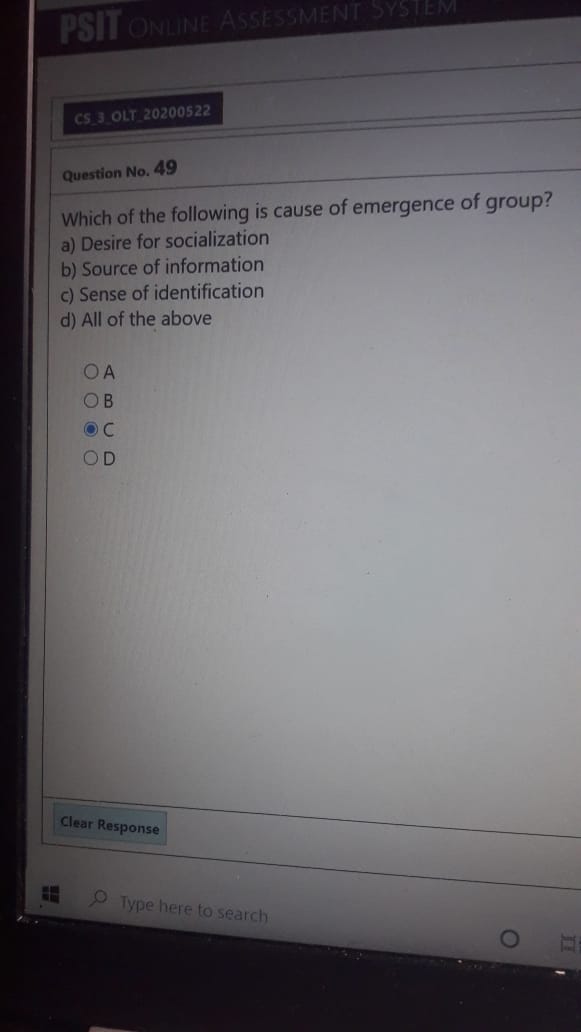 PSIT ONLINE ASSESSMENT SYSTEM
CS_3_OLT_20200522
Question No. 49
Which of the following is cause of emergence of group?
a) Desire for socialization
b) Source of information
c) Sense of identification
d) All of the above
A
B
C
D
Clear Response
Type here to search